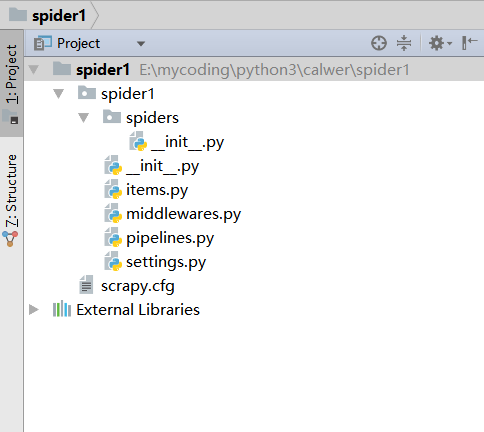 spider1
Project
1: Project
7: Structure
spider1 E:\mycoding\python3\calwer\spider1
spider1
spiders
__init__.py
__init__.py
items.py
middlewares.py
pipelines.py
settings.py
scrapy.cfg
External Libraries